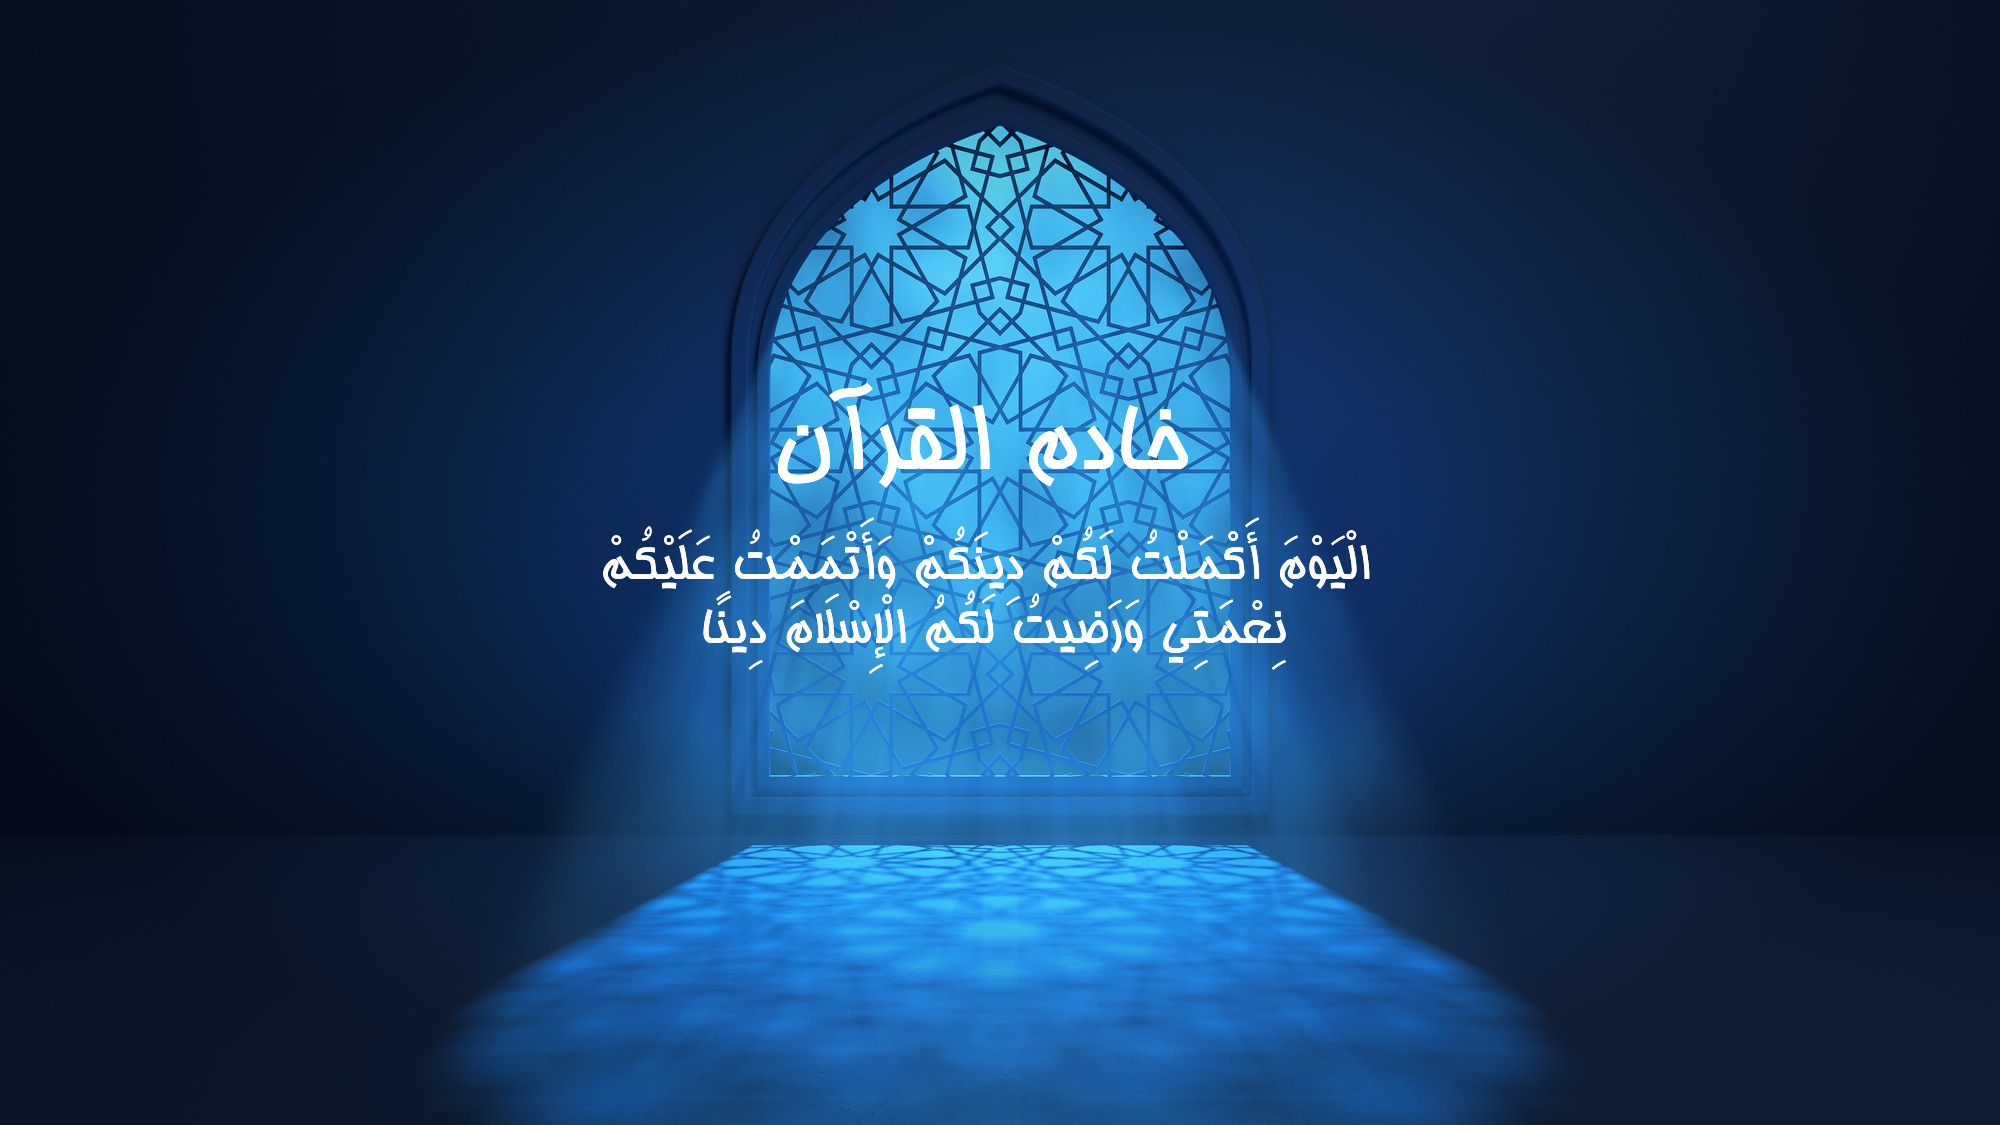 خادم القرآن
الْيَوْمَ أَكْمَلْتُ لَكُمْ دِينَكُمْ وَأَتْمَمْتُ عَلَيْكُمْ
نِعْمَتِي وَرَضِيتُ لَكُمُ الْإِسْلَامَ دِينًا